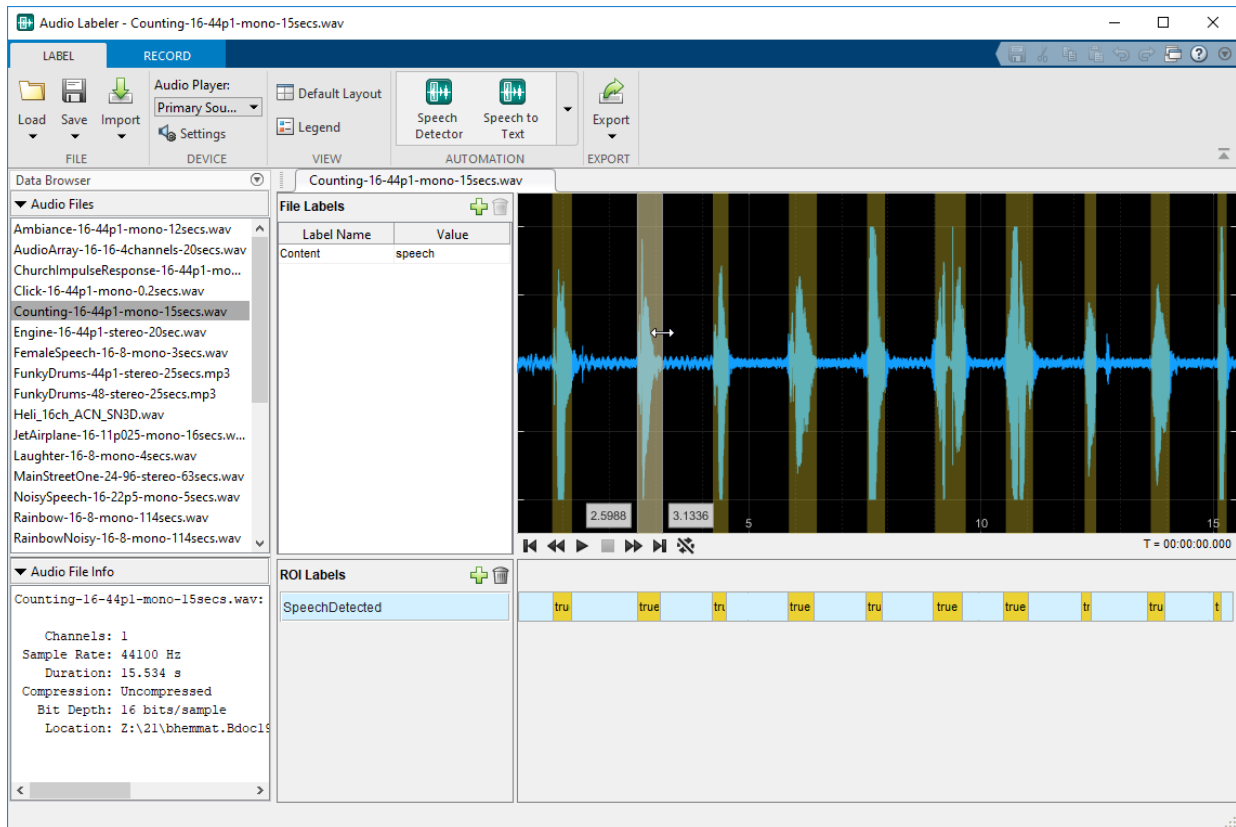 Audio Labeler - Counting-16-44p1-mono-15secs.wav
LABEL RECORD
Load Save Import
FILE
Audio Player:
Primary Sou...
Settings
DEVICE
Default Layout
Legend
VIEW
Speech Detector Speech to Text
AUTOMATION
Export
EXPORT
Data Browser
Audio Files
Ambiance-16-44p1-mono-12secs.wav
AudioArray-16-16-4channels-20secs.wav
ChurchImpulseResponse-16-44p1-mo...
Click-16-44p1-mono-0.2secs.wav
Counting-16-44p1-mono-15secs.wav
Engine-16-44p1-stereo-20sec.wav
FemaleSpeech-16-8-mono-3secs.wav
FunkyDrums-44p1-stereo-25secs.mp3
FunkyDrums-48-stereo-25secs.mp3
Heli_16ch_ACN_SN3D.wav
JetAirplane-16-11p025-mono-16secs.w...
Laughter-16-8-mono-4secs.wav
MainStreetOne-24-96-stereo-63secs.wav
NoisySpeech-16-22p5-mono-5secs.wav
Rainbow-16-8-mono-114secs.wav
RainbowNoisy-16-8-mono-114secs.wav
Audio File Info
Counting-16-44p1-mono-15secs.wav:
Channels: 1
Sample Rate: 44100 Hz
Duration: 15.534 s
Compression: Uncompressed
Bit Depth: 16 bits/sample
Location: Z:\21\bhemmat.Bdoc19
Counting-16-44p1-mono-15secs.wav
File Labels
Label Name Value
Content speech
2.5988 3.1336 5 10 15
T = 00:00:00.000
ROI Labels
SpeechDetected tru true tru true tru true true tr tru t